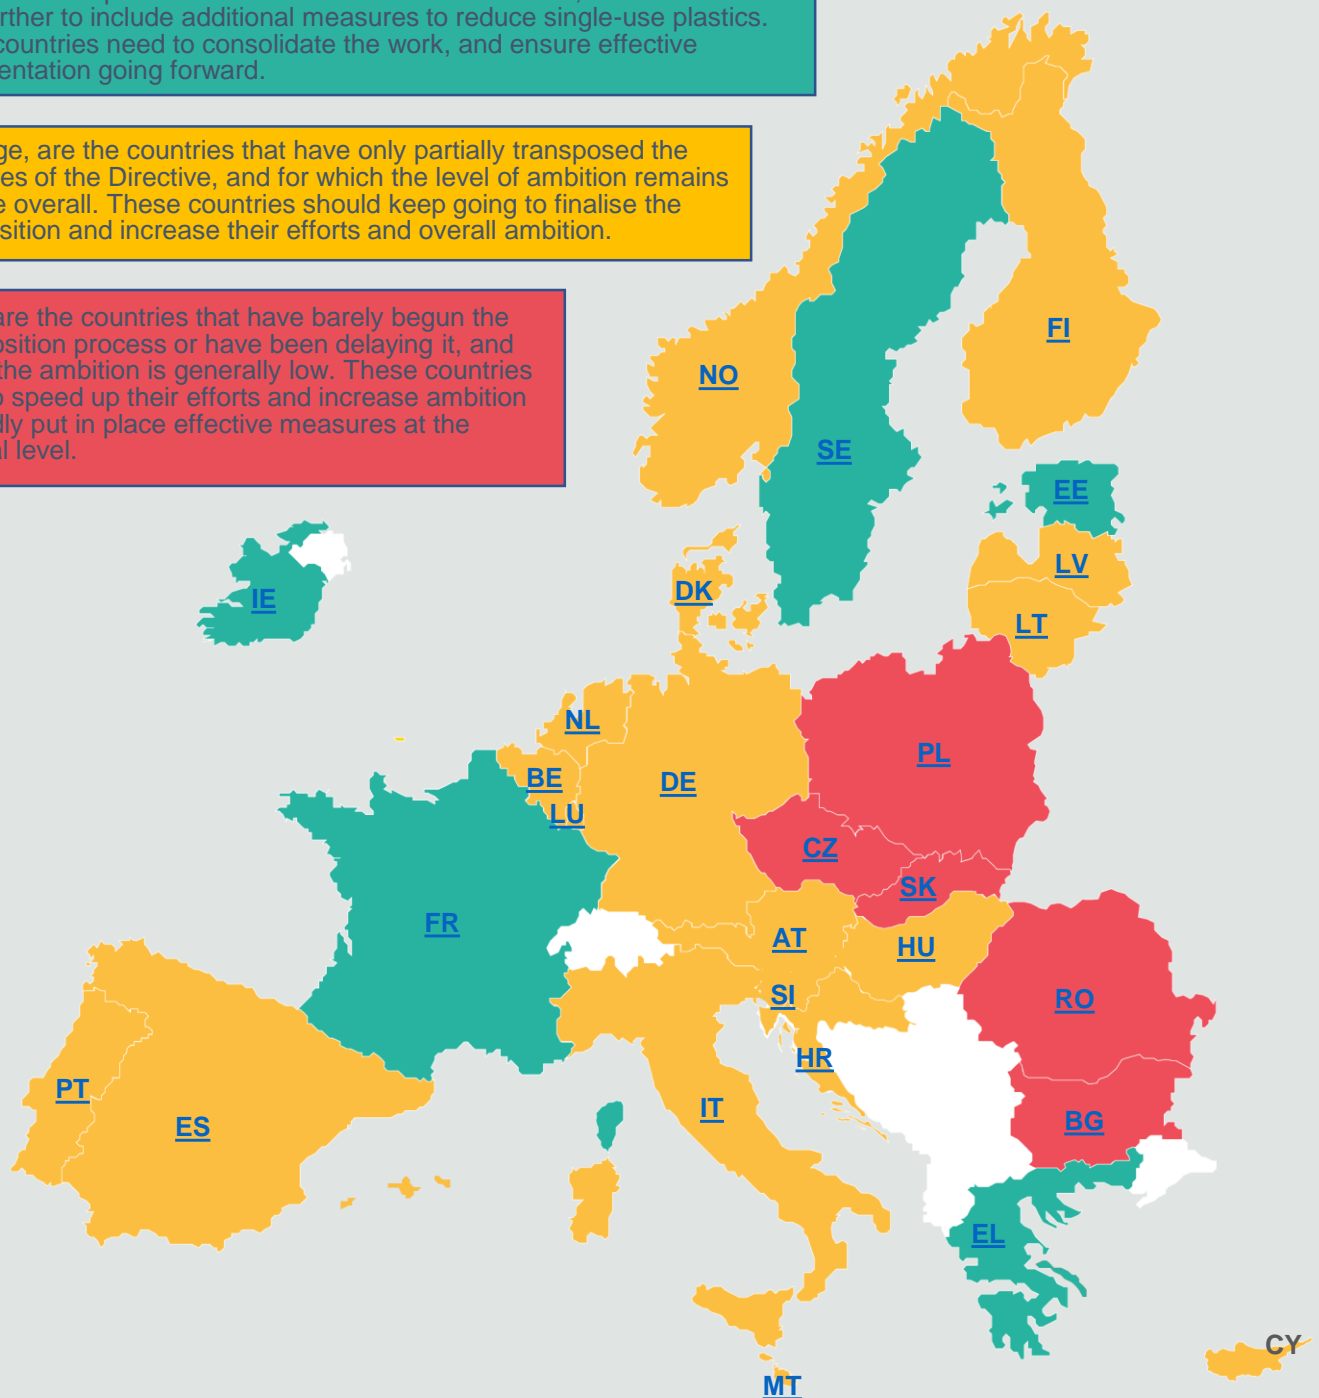 rther to include additional measures to reduce single-use plastics.
countries need to consolidate the work, and ensure effective
entation going forward.
ge, are the countries that have only partially transposed the
es of the Directive, and for which the level of ambition remains
e overall. These countries should keep going to finalise the
sition and increase their efforts and overall ambition.
are the countries that have barely begun the
osition process or have been delaying it, and
the ambition is generally low. These countries
o speed up their efforts and increase ambition
dly put in place effective measures at the
al level.
FI
NO
SE
EE
LV
DK
IE
LT
NL
PL
BE
DE
LU
CZ
SK
FR
AT
HU
SI
RO
HR
PT
IT
BG
ES
EL
CY
MT